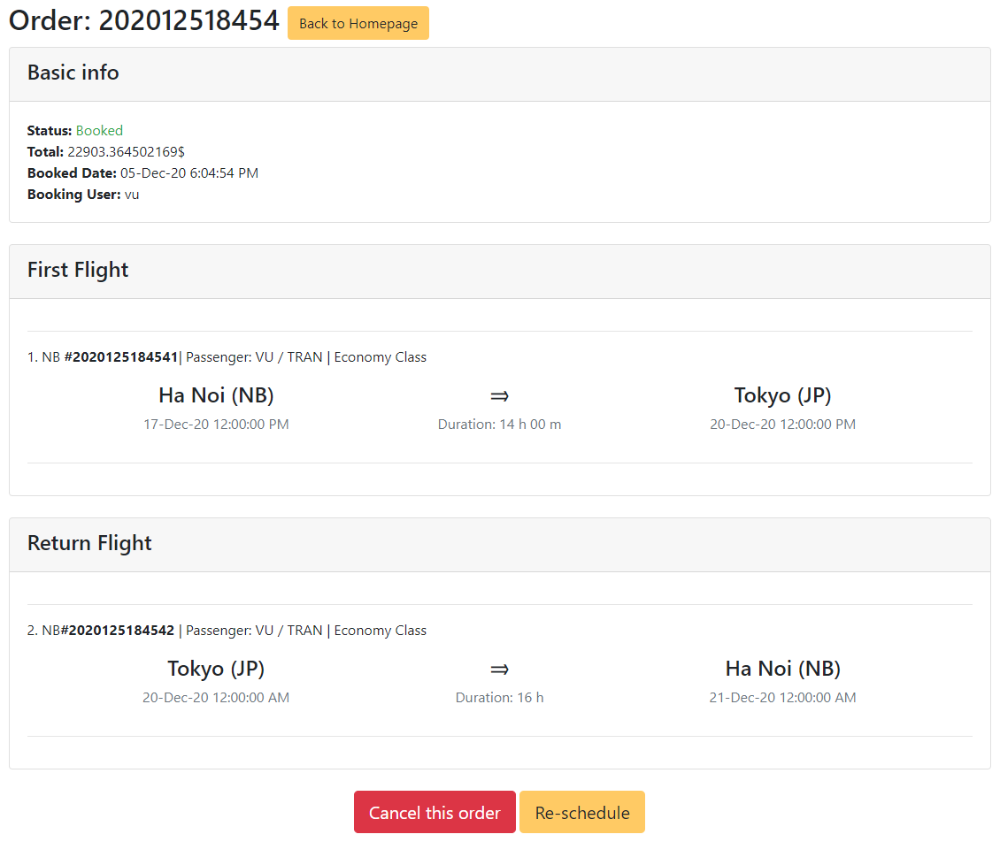 Order: 202012518454 Back to Homepage
Basic info
Status: Booked
Total: 22903.364502169$
Booked Date: 05-Dec-20 6:04:54 PM
Booking User: vu
First Flight
1. NB #2020125184541| Passenger: VU / TRAN | Economy Class
Ha Noi (NB) ⇒ Tokyo (JP)
17-Dec-20 12:00:00 PM Duration: 14 h 00 m 20-Dec-20 12:00:00 PM
Return Flight
2. NB#2020125184542 | Passenger: VU / TRAN | Economy Class
Tokyo (JP) ⇒ Ha Noi (NB)
20-Dec-20 12:00:00 AM Duration: 16 h 21-Dec-20 12:00:00 AM
Cancel this order Re-schedule